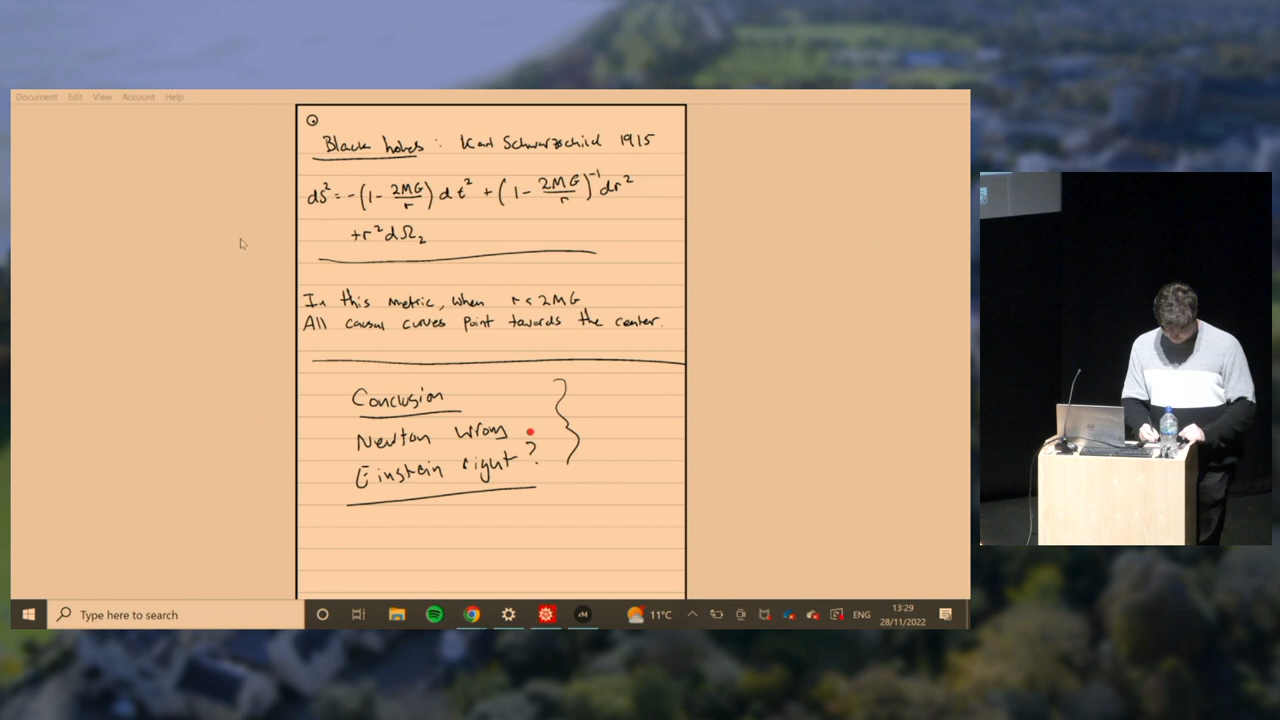 Document Edit View Account Help
Black holes : Karl Schwarzschild 1915
dS² = -(1 - 2MG/r) dt² + (1 - 2MG/r)⁻¹ dr²
+ r² dΩ₂
In this metric, when r < 2MG,
All causal curves point towards the center.
Conclusion
Newton wrong
Einstein right ?
Type here to search
rM
11°C
ENG
13:29
28/11/2022
DELL